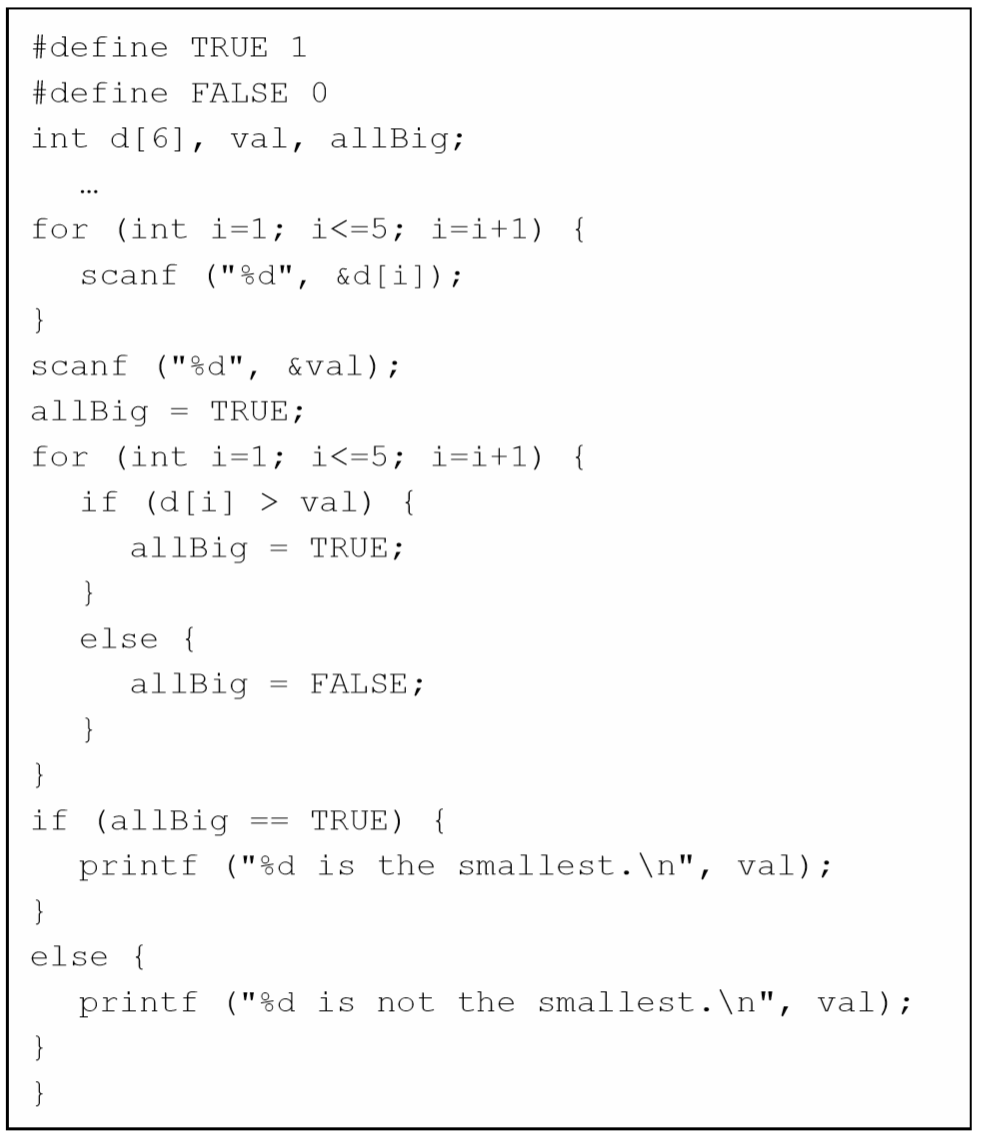 #define TRUE 1
#define FALSE 0
int d[6], val, allBig;
…
for (int i=1; i<=5; i=i+1) {
scanf ("%d", &d[i]);
}
scanf ("%d", &val);
allBig = TRUE;
for (int i=1; i<=5; i=i+1) {
if (d[i] > val) {
allBig = TRUE;
}
else {
allBig = FALSE;
}
}
if (allBig == TRUE) {
printf ("%d is the smallest.\n", val);
}
else {
printf ("%d is not the smallest.\n", val);
}
}